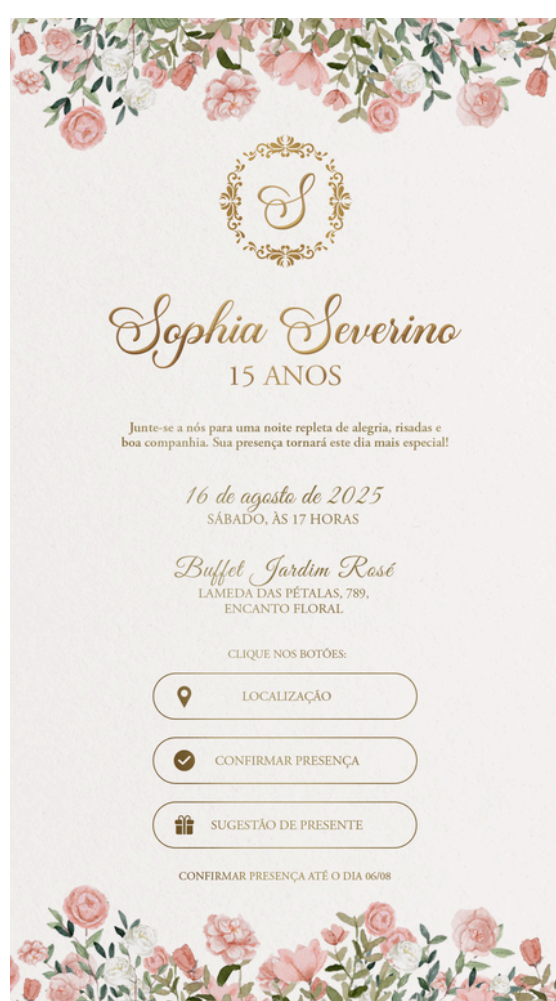 S
Sophia Severino
15 ANOS
Junte-se a nós para uma noite repleta de alegria, risadas e
boa companhia. Sua presença tornará este dia mais especial!
16 de agosto de 2025
SÁBADO, ÀS 17 HORAS
Buffet Jardim Rosé
LAMEDA DAS PÉTALAS, 789,
ENCANTO FLORAL
CLIQUE NOS BOTÕES:
LOCALIZAÇÃO
CONFIRMAR PRESENÇA
SUGESTÃO DE PRESENTE
CONFIRMAR PRESENÇA ATÉ O DIA 06/08